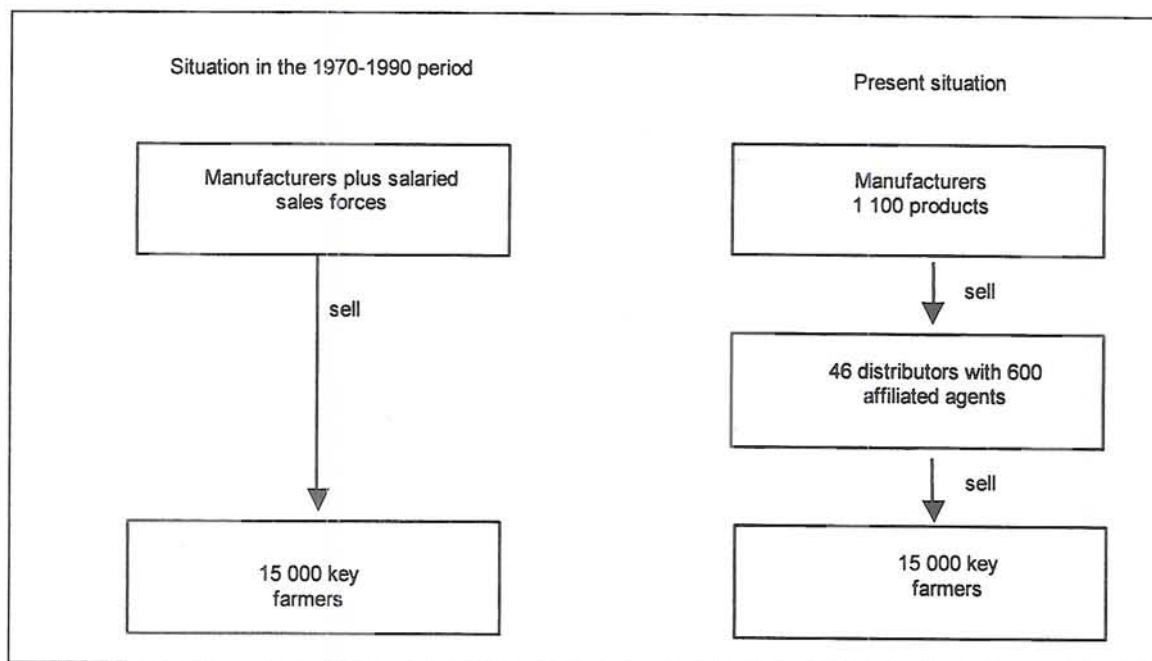 Situation in the 1970-1990 period
Manufacturers plus salaried
sales forces
sell
15 000 key
farmers
Present situation
Manufacturers
1 100 products
sell
46 distributors with 600
affiliated agents
sell
15 000 key
farmers